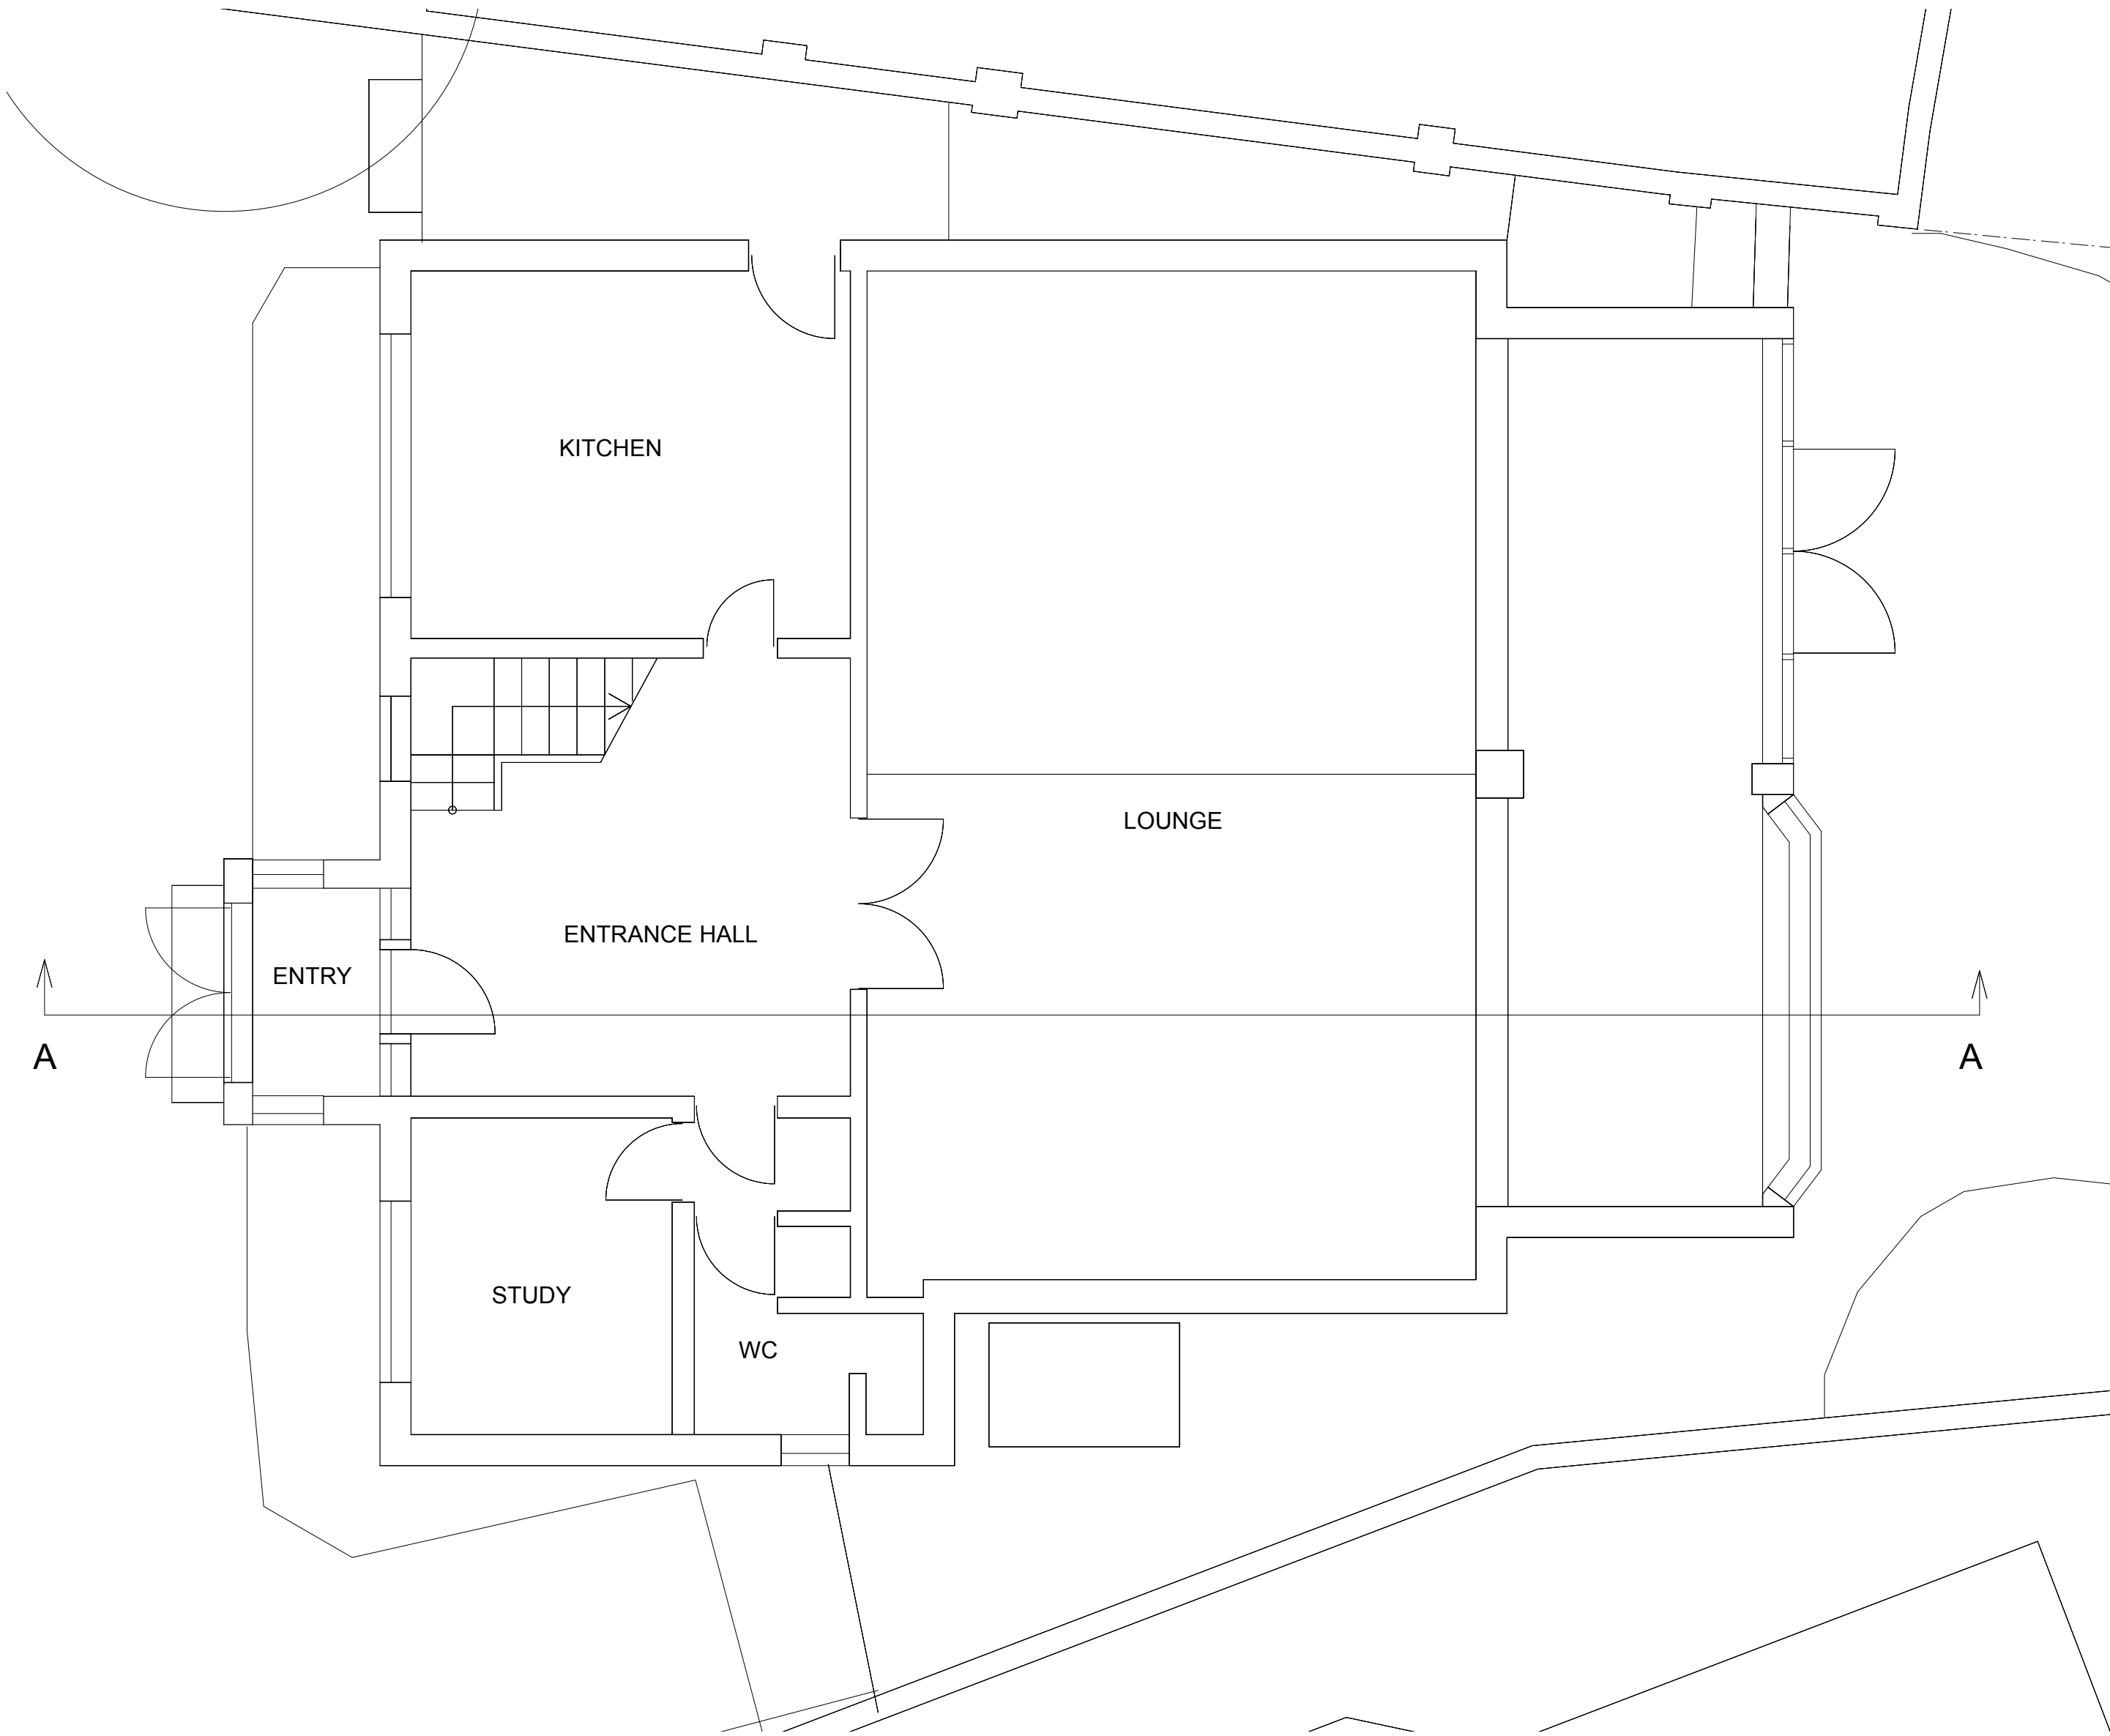 KITCHEN
LOUNGE
ENTRANCE HALL
ENTRY
A
A
STUDY
WC